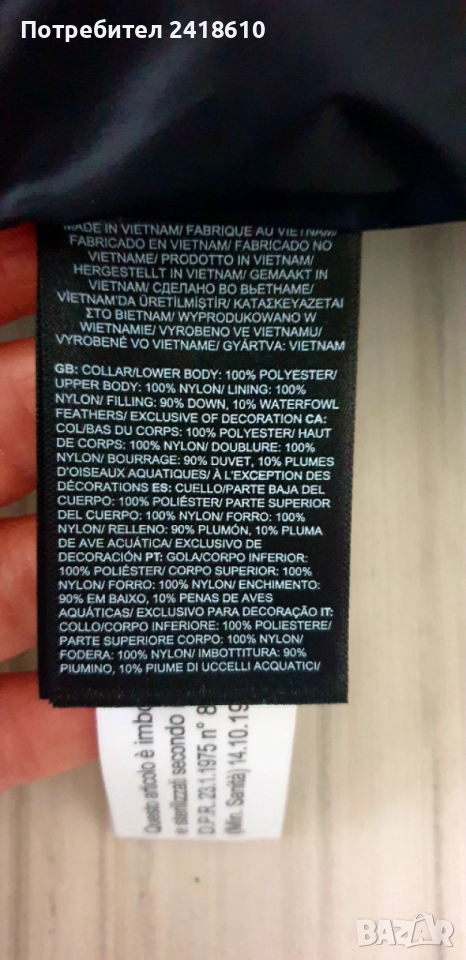 Потребител 2418610
MADE IN VIETNAM/ FABRIQUE AU VIETNAM/
FABRICADO EN VIETNAM/ FABRICADO NO
VIETNAME/ PRODOTTO IN VIETNAM/
HERGESTELLT IN VIETNAM/ GEMAAKT IN
VIETNAM/ СДЕЛАНО ВО ВЬЕТНАМЕ/
VİETNAM'DA ÜRETİLMİŞTİR/ ΚΑΤΑΣΚΕΥΑΖΕΤΑΙ
ΣΤΟ ΒΙΕΤΝΑΜ/ WYPRODUKOWANO W
WIETNAMIE/ VYROBENO VE VIETNAMU/
VYROBENÉ VO VIETNAME/ GYÁRTVA: VIETNAM
GB: COLLAR/LOWER BODY: 100% POLYESTER/
UPPER BODY: 100% NYLON/ LINING: 100%
NYLON/ FILLING: 90% DOWN, 10% WATERFOWL
FEATHERS/ EXCLUSIVE OF DECORATION CA:
COL/BAS DU CORPS: 100% POLYESTER/ HAUT
DE CORPS: 100% NYLON/ DOUBLURE: 100%
NYLON/ BOURRAGE: 90% DUVET, 10% PLUMES
D'OISEAUX AQUATIQUES/ À L'EXCEPTION DES
DÉCORATIONS ES: CUELLO/PARTE BAJA DEL
CUERPO: 100% POLIÉSTER/ PARTE SUPERIOR
DEL CUERPO: 100% NYLON/ FORRO: 100%
NYLON/ RELLENO: 90% PLUMÓN, 10% PLUMA
DE AVE ACUÁTICA/ EXCLUSIVO DE
DECORACIÓN PT: GOLA/CORPO INFERIOR:
100% POLIÉSTER/ CORPO SUPERIOR: 100%
NYLON/ FORRO: 100% NYLON/ ENCHIMENTO:
90% EM BAIXO, 10% PENAS DE AVES
AQUÁTICAS/ EXCLUSIVO PARA DECORAÇÃO IT:
COLLO/CORPO INFERIORE: 100% POLIESTERE/
PARTE SUPERIORE CORPO: 100% NYLON/
FODERA: 100% NYLON/ IMBOTTITURA: 90%
PIUMINO, 10% PIUME DI UCCELLI ACQUATICI/
Questo articolo è imbo
e sterilizzati secondo
D.P.R. 23.1.1975 n° 8
(Min. Sanità) 14.10.19
BAZAR